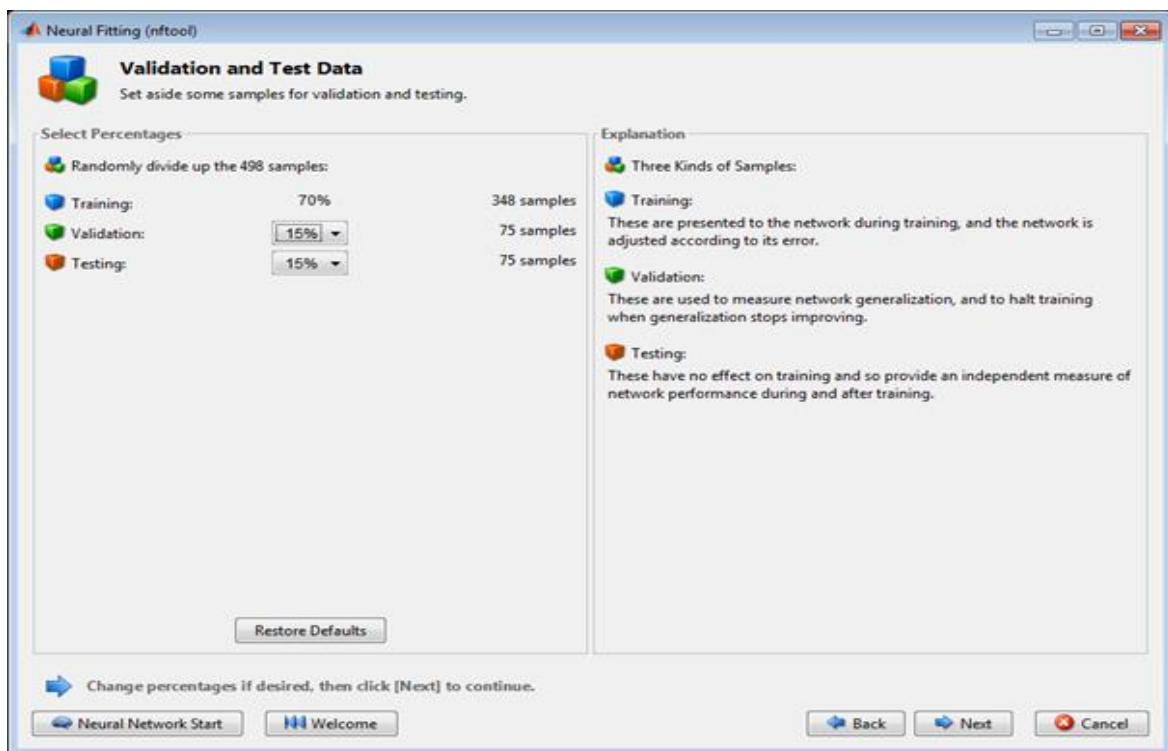 Neural Fitting (nftool)
Validation and Test Data
Set aside some samples for validation and testing.
Select Percentages
Randomly divide up the 498 samples:
Training: 70% 348 samples
Validation: 15% 75 samples
Testing: 15% 75 samples
Restore Defaults
Explanation
Three Kinds of Samples:
Training:
These are presented to the network during training, and the network is
adjusted according to its error.
Validation:
These are used to measure network generalization, and to halt training
when generalization stops improving.
Testing:
These have no effect on training and so provide an independent measure of
network performance during and after training.
Change percentages if desired, then click [Next] to continue.
Neural Network Start Welcome Back Next Cancel